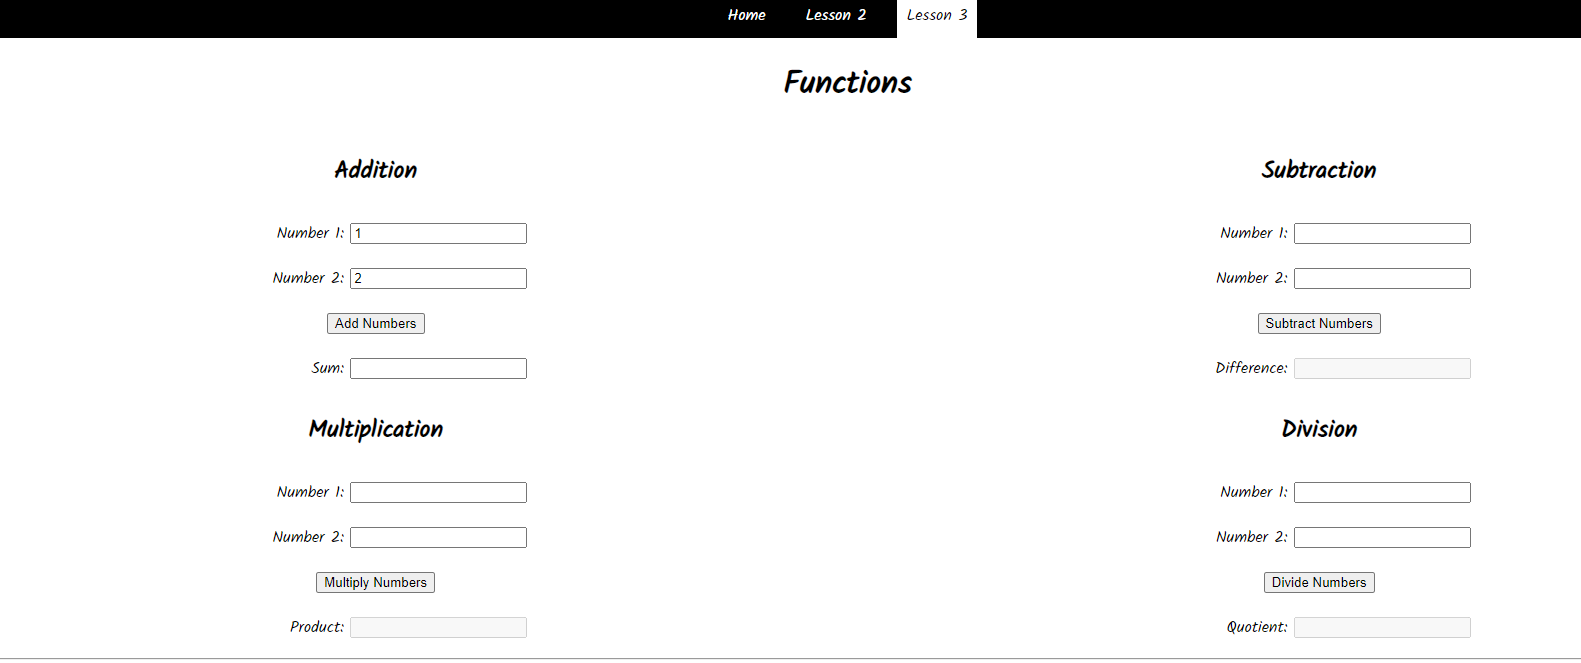 Home Lesson 2 Lesson 3
Functions
Addition
Number 1: 1
Number 2: 2
Add Numbers
Sum:
Subtraction
Number 1:
Number 2:
Subtract Numbers
Difference:
Multiplication
Number 1:
Number 2:
Multiply Numbers
Product:
Division
Number 1:
Number 2:
Divide Numbers
Quotient: